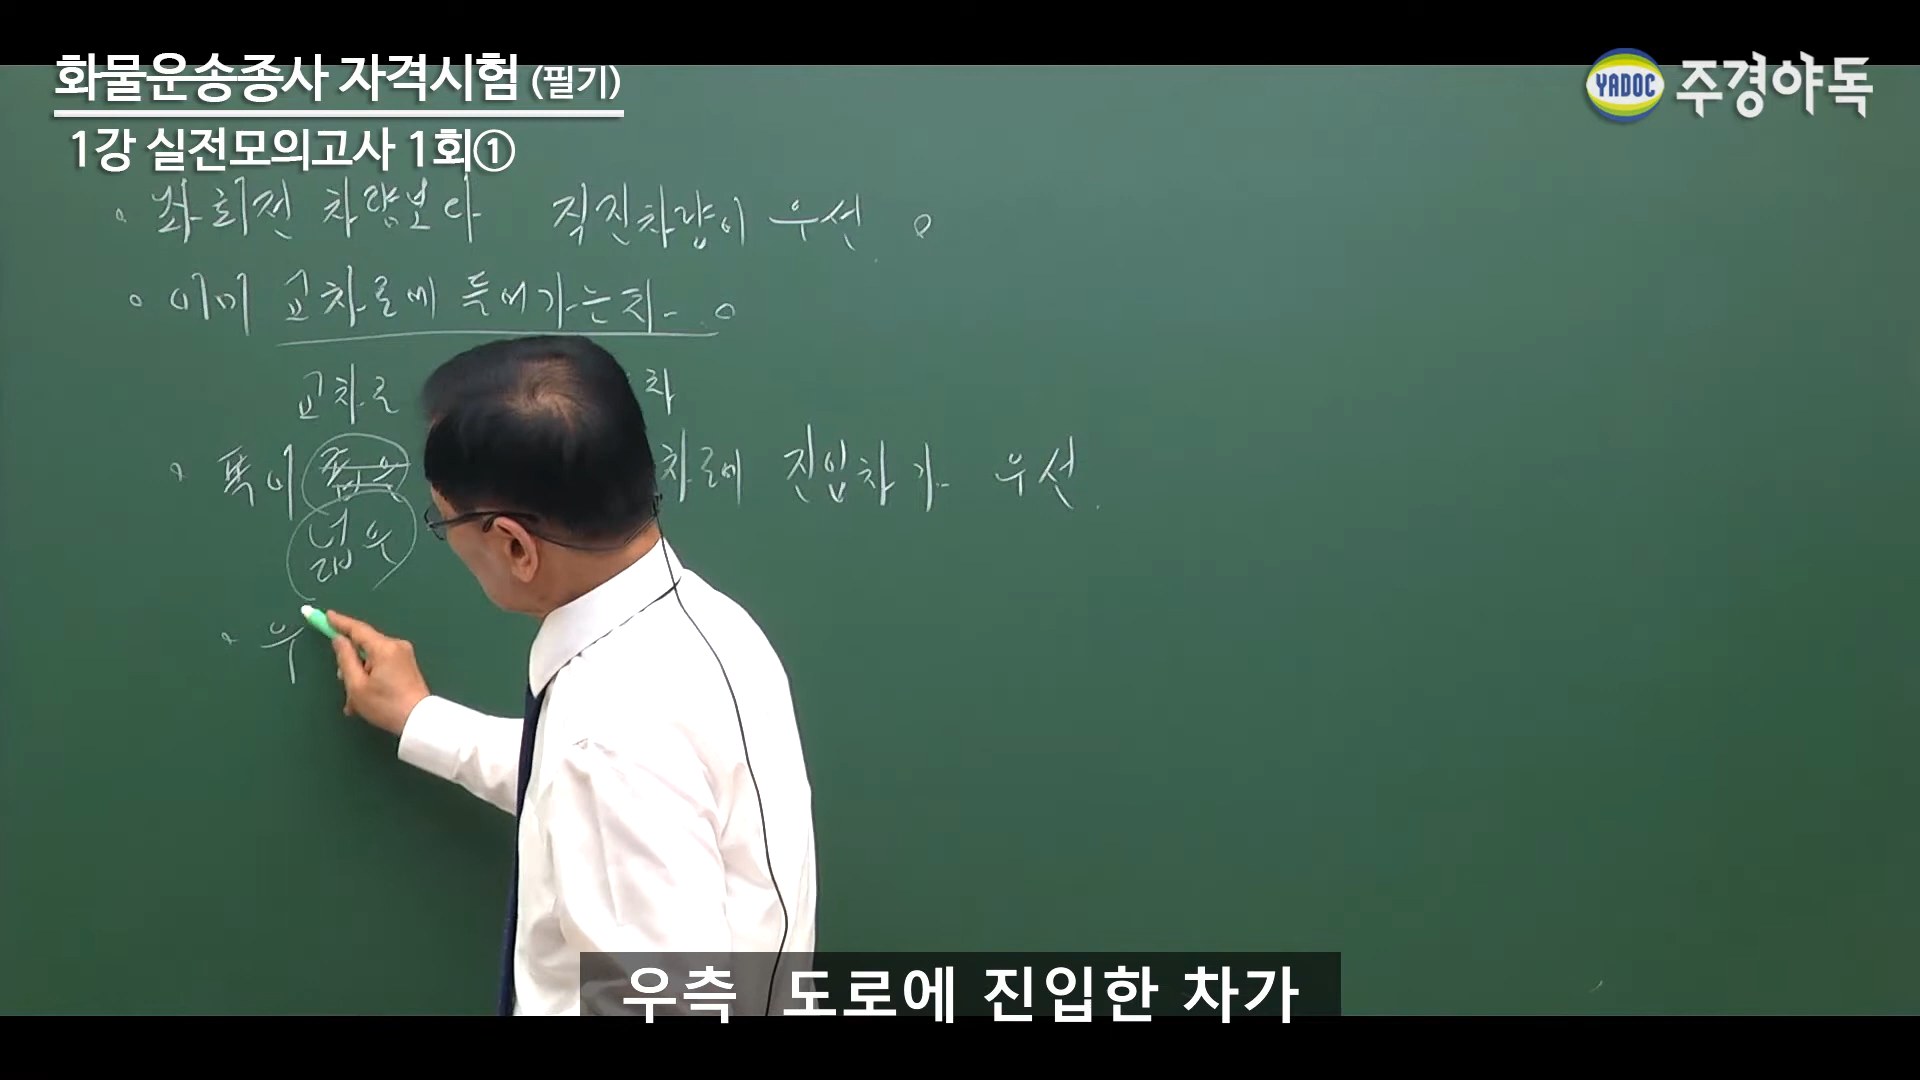 화물운송종사 자격시험 (필기)
YADOC 주경야독
1강 실전모의고사 1회①
· 좌회전 차량보다 직진차량이 우선 o
· 이미 교차로에 들어가는차 o
교차로 차
· 폭이 좁은 차로에 진입차가 우선.
넓은
· 우
우측 도로에 진입한 차가